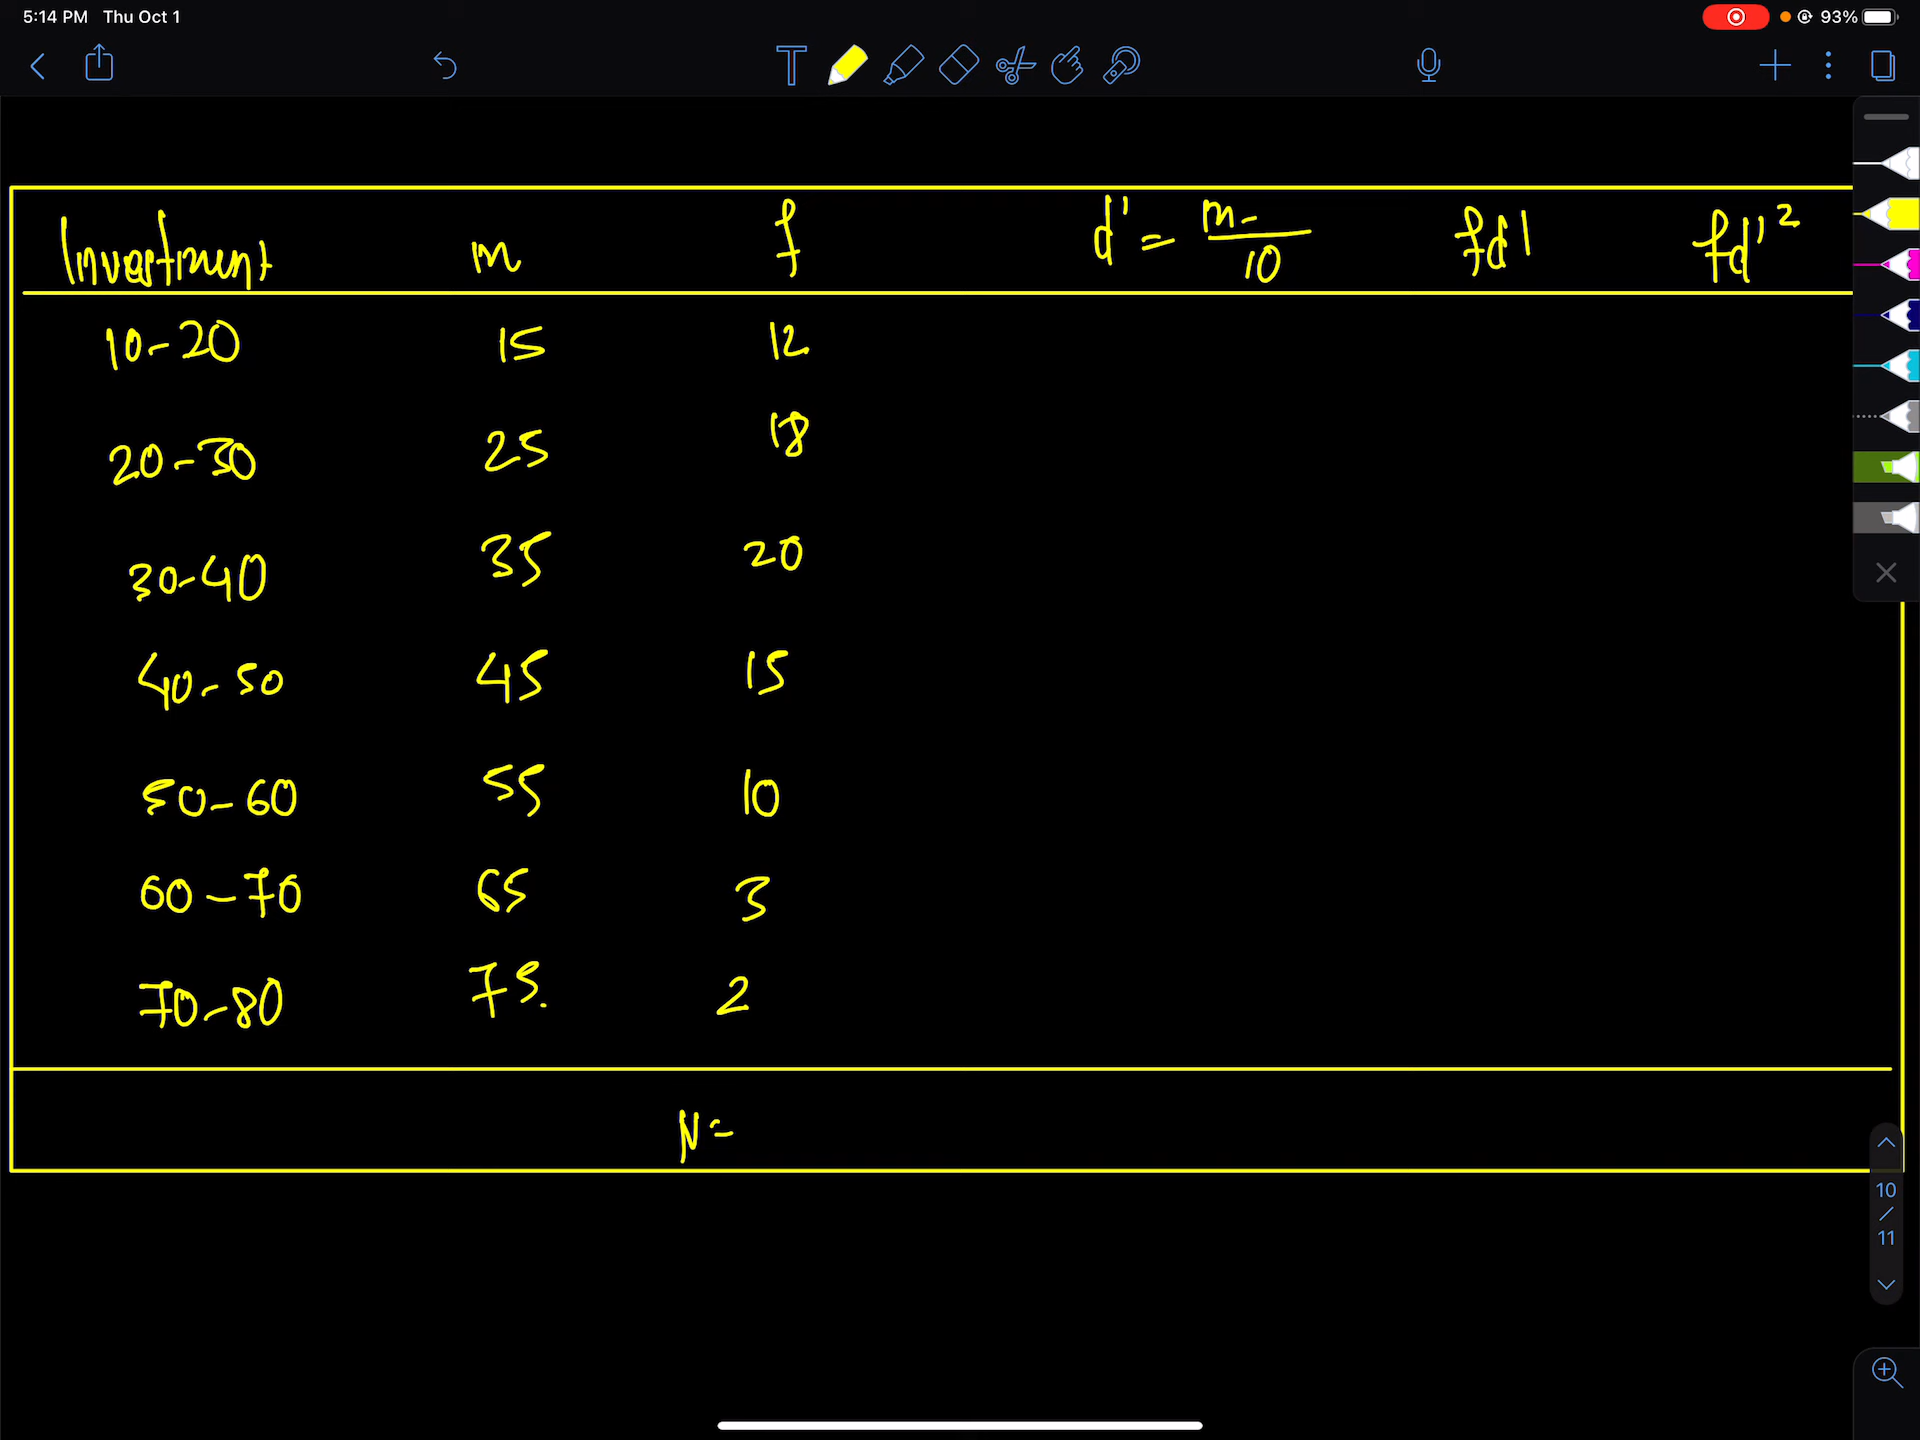 5:14 PM Thu Oct 1
93%
Investment m f d' = m- / 10 fd' fd'²
10-20 15 12
20-30 25 18
30-40 35 20
40-50 45 15
50-60 55 10
60-70 65 3
70-80 75. 2
N=
10
/
11